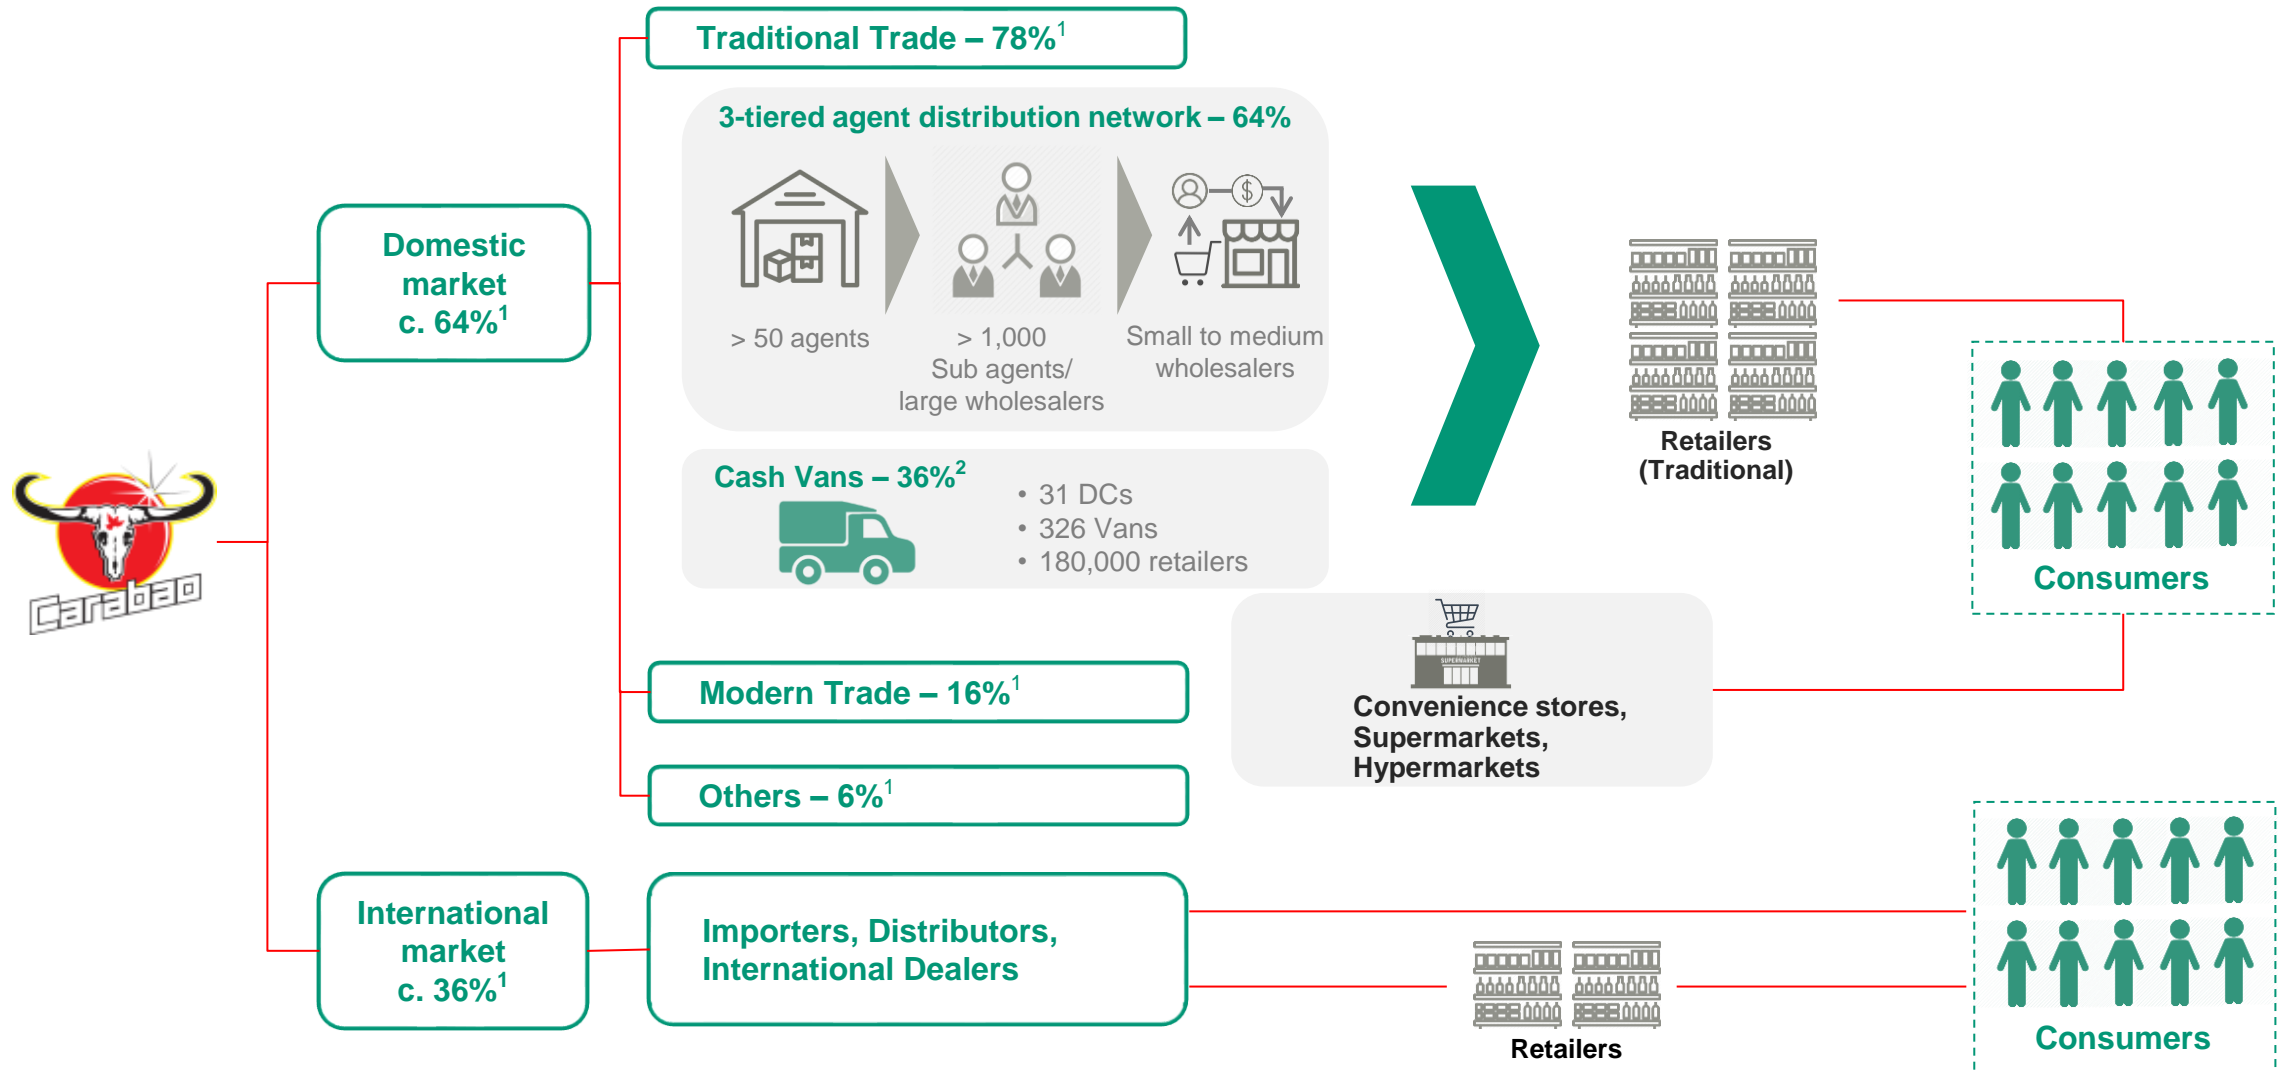 Traditional Trade – 78%¹
3-tiered agent distribution network – 64%
> 50 agents
> 1,000
Sub agents/
large wholesalers
Small to medium
wholesalers
Domestic
market
c. 64%¹
Cash Vans – 36%²
• 31 DCs
• 326 Vans
• 180,000 retailers
Retailers
(Traditional)
Consumers
Carabao
Modern Trade – 16%¹
SUPERMARKET
Convenience stores,
Supermarkets,
Hypermarkets
Others – 6%¹
International
market
c. 36%¹
Importers, Distributors,
International Dealers
Retailers
Consumers